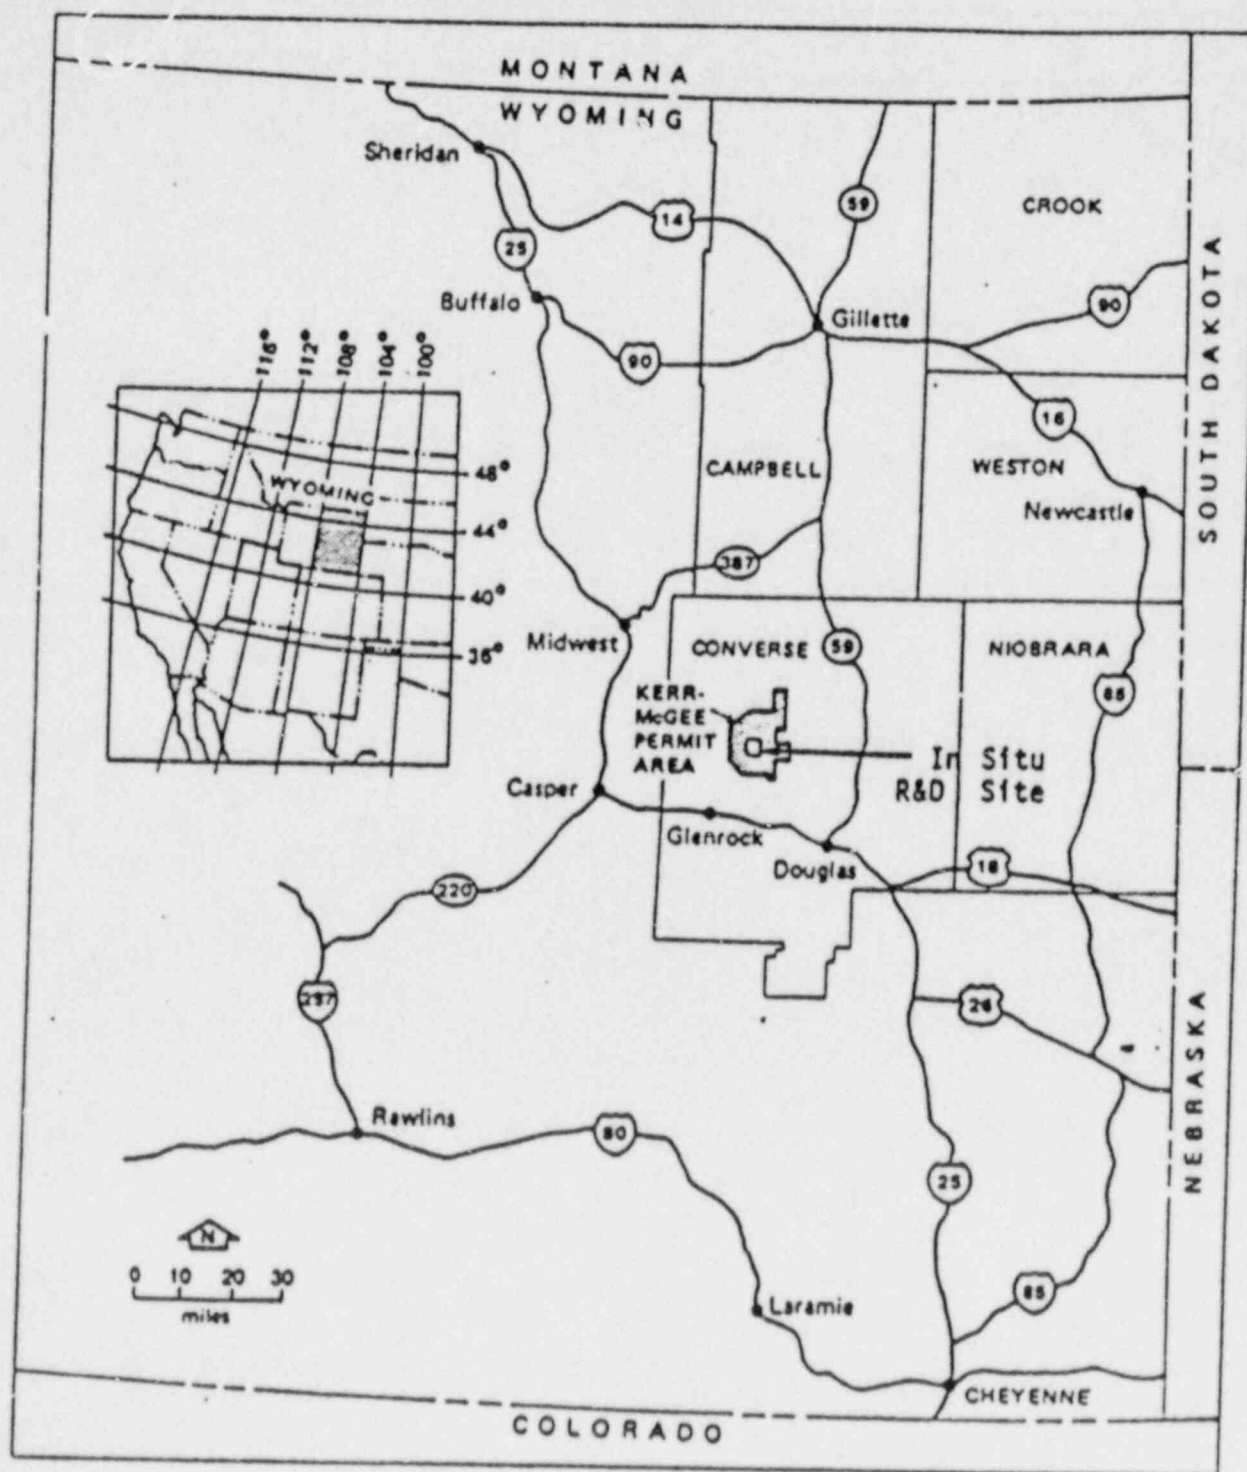 MONTANA
WYOMING
Sheridan
14
59
CROOK
25
Buffalo
Gillette
90
90
SOUTH DAKOTA
116°
112°
108°
104°
100°
16
WYOMING
48°
44°
40°
36°
CAMPBELL
WESTON
Newcastle
387
Midwest
CONVERSE
59
NIOBRARA
85
KERR-
McGEE
PERMIT
AREA
In Situ
R&D Site
Casper
Glenrock
Douglas
18
220
287
26
NEBRASKA
Rawlins
80
25
N
0 10 20 30
miles
85
Laramie
CHEYENNE
COLORADO